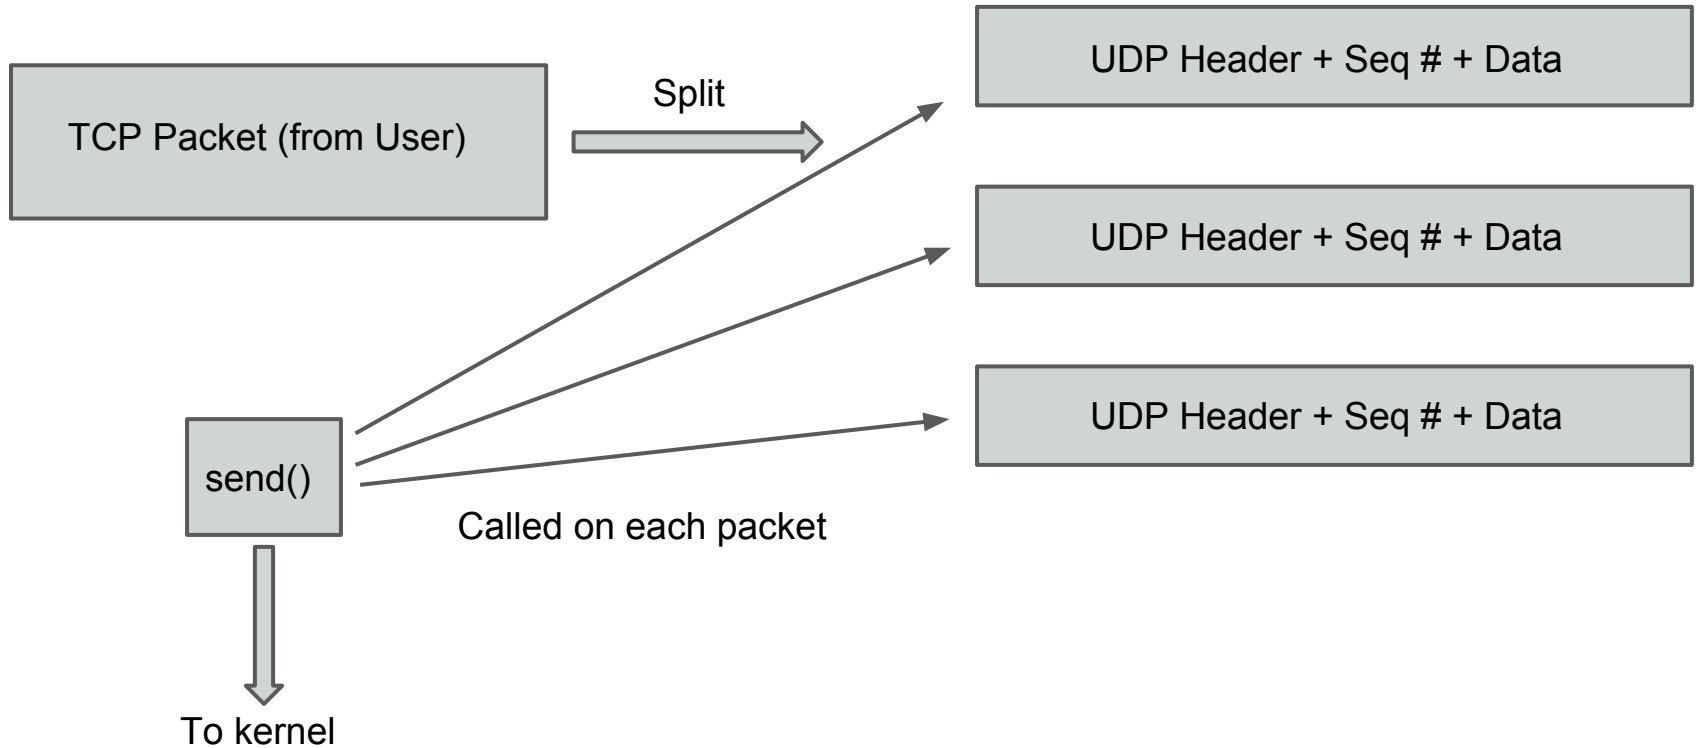 TCP Packet (from User)
Split
UDP Header + Seq # + Data
UDP Header + Seq # + Data
UDP Header + Seq # + Data
send()
Called on each packet
To kernel